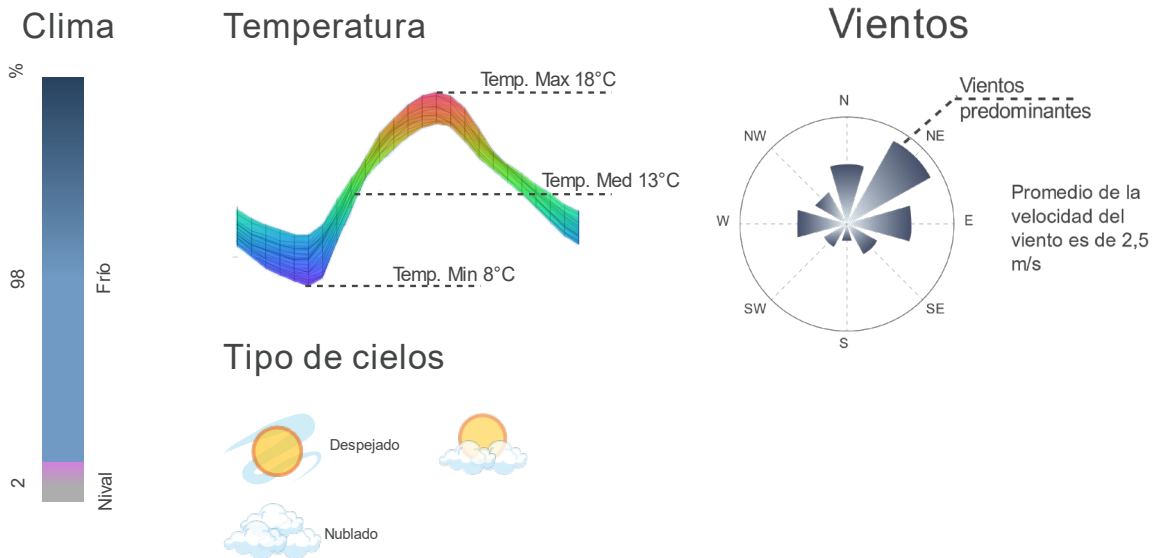 Clima
%
98
Frío
2
Nival
Temperatura
Temp. Max 18°C
Temp. Med 13°C
Temp. Min 8°C
Tipo de cielos
Despejado
Nublado
Vientos
Vientos
predominantes
N
NE
E
SE
S
SW
W
NW
Promedio de la
velocidad del
viento es de 2,5
m/s